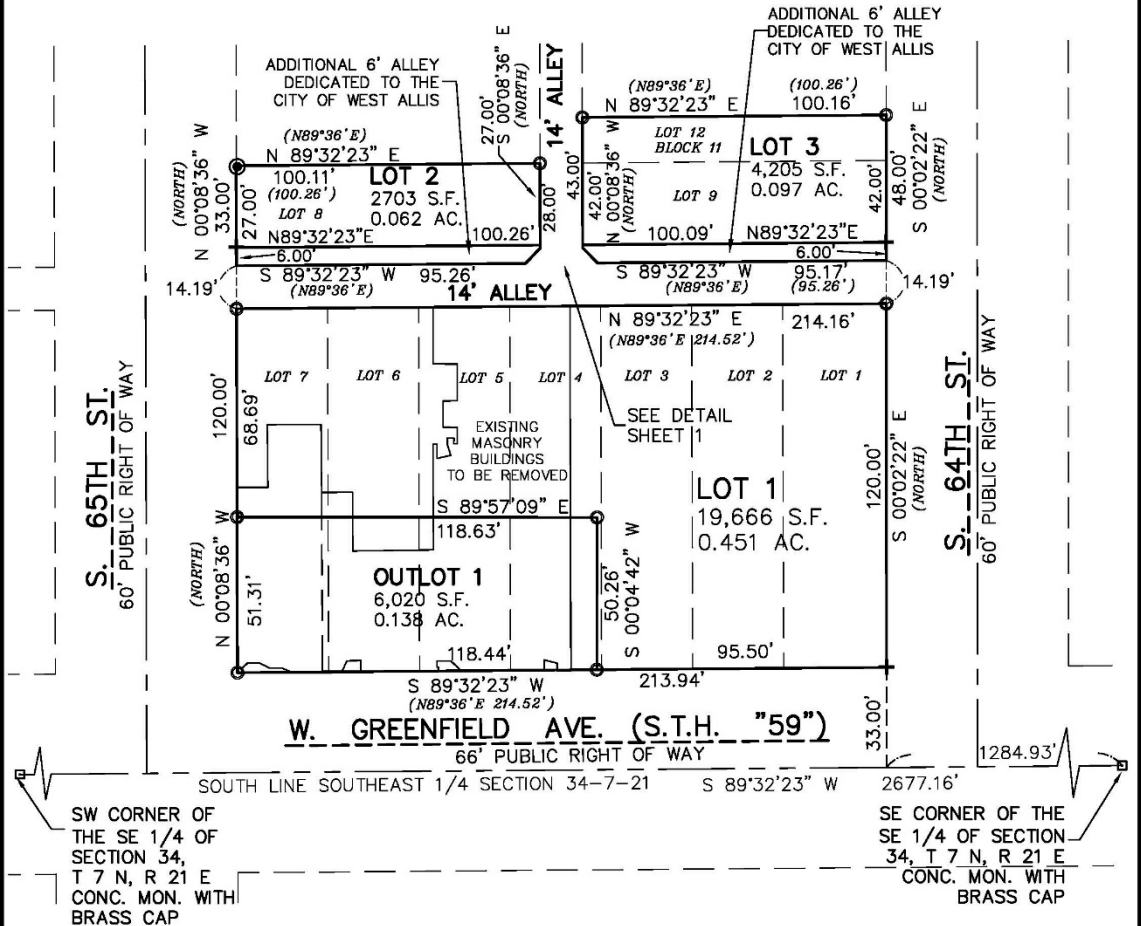 ADDITIONAL 6' ALLEY
DEDICATED TO THE
CITY OF WEST ALLIS
ADDITIONAL 6' ALLEY
DEDICATED TO THE
CITY OF WEST ALLIS
27.00'
S 00°08'36" E
(NORTH)
14' ALLEY
(N89°36'E)
(100.26')
N 89°32'23" E
100.16'
(N89°36'E)
N 89°32'23" E
100.11'
(100.26')
LOT 8
LOT 2
2703 S.F.
0.062 AC.
(NORTH)
N 00°08'36" W
33.00'
27.00'
28.00'
43.00'
42.00'
N 00°08'36" W
(NORTH)
LOT 12
BLOCK 11
LOT 9
LOT 3
4,205 S.F.
0.097 AC.
42.00'
48.00'
S 00°02'22" E
(NORTH)
N89°32'23"E
100.26'
6.00'
100.09'
N89°32'23"E
6.00'
S 89°32'23" W
95.26'
(N89°36'E)
S 89°32'23" W
95.17'
(N89°36'E)
(95.26')
14.19'
14' ALLEY
14.19'
N 89°32'23" E
214.16'
(N89°36'E 214.52')
LOT 7
LOT 6
LOT 5
LOT 4
LOT 3
LOT 2
LOT 1
SEE DETAIL
SHEET 1
EXISTING
MASONRY
BUILDINGS
TO BE REMOVED
120.00'
68.69'
S. 65TH ST.
60' PUBLIC RIGHT OF WAY
S. 64TH ST.
60' PUBLIC RIGHT OF WAY
120.00'
S 00°02'22" E
(NORTH)
LOT 1
19,666 S.F.
0.451 AC.
S 89°57'09" E
118.63'
(NORTH)
N 00°08'36" W
51.31'
OUTLOT 1
6,020 S.F.
0.138 AC.
50.26'
S 00°04'42" W
118.44'
95.50'
S 89°32'23" W
213.94'
(N89°36'E 214.52')
W. GREENFIELD AVE. (S.T.H. "59")
66' PUBLIC RIGHT OF WAY
33.00'
1284.93'
SOUTH LINE SOUTHEAST 1/4 SECTION 34-7-21
S 89°32'23" W
2677.16'
SW CORNER OF
THE SE 1/4 OF
SECTION 34,
T 7 N, R 21 E
CONC. MON. WITH
BRASS CAP
SE CORNER OF THE
SE 1/4 OF SECTION
34, T 7 N, R 21 E
CONC. MON. WITH
BRASS CAP